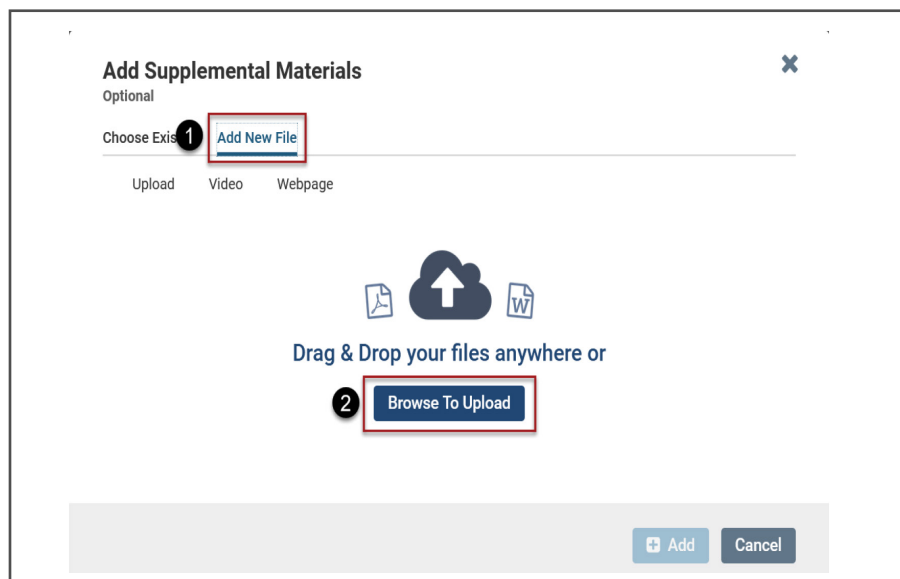 Add Supplemental Materials
Optional
Choose Exis 1 Add New File
Upload Video Webpage
W
Drag & Drop your files anywhere or
2 Browse To Upload
Add Cancel